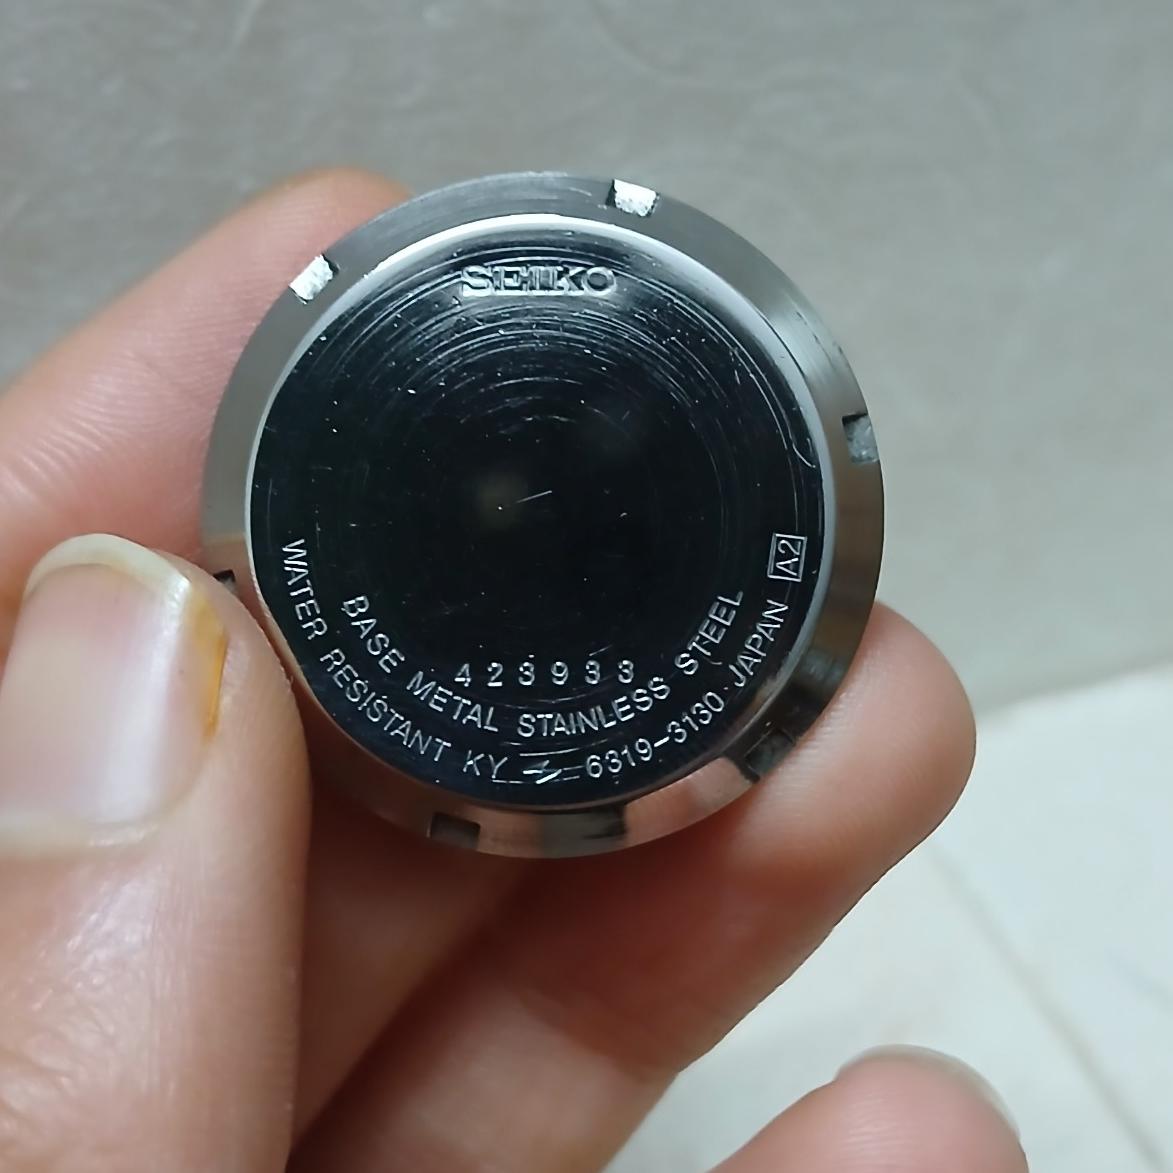 SEIKO
423933
BASE METAL STAINLESS STEEL
WATER RESISTANT KY 6319-3130 · JAPAN A2